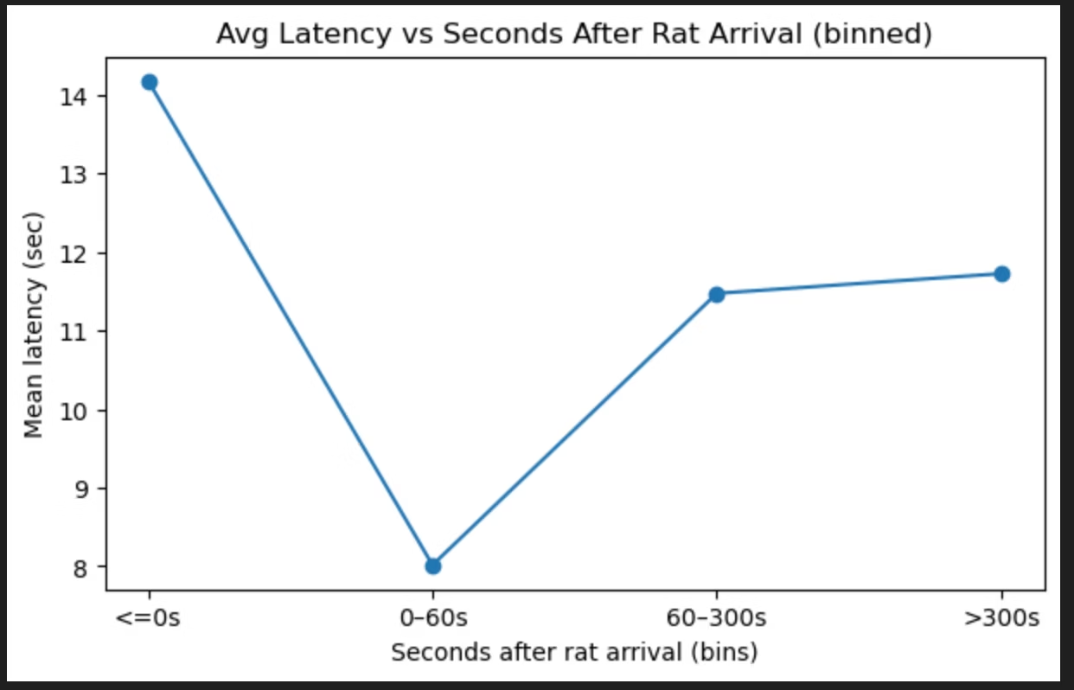 Avg Latency vs Seconds After Rat Arrival (binned)
14
13
12
11
10
9
8
Mean latency (sec)
<=0s 0–60s 60–300s >300s
Seconds after rat arrival (bins)